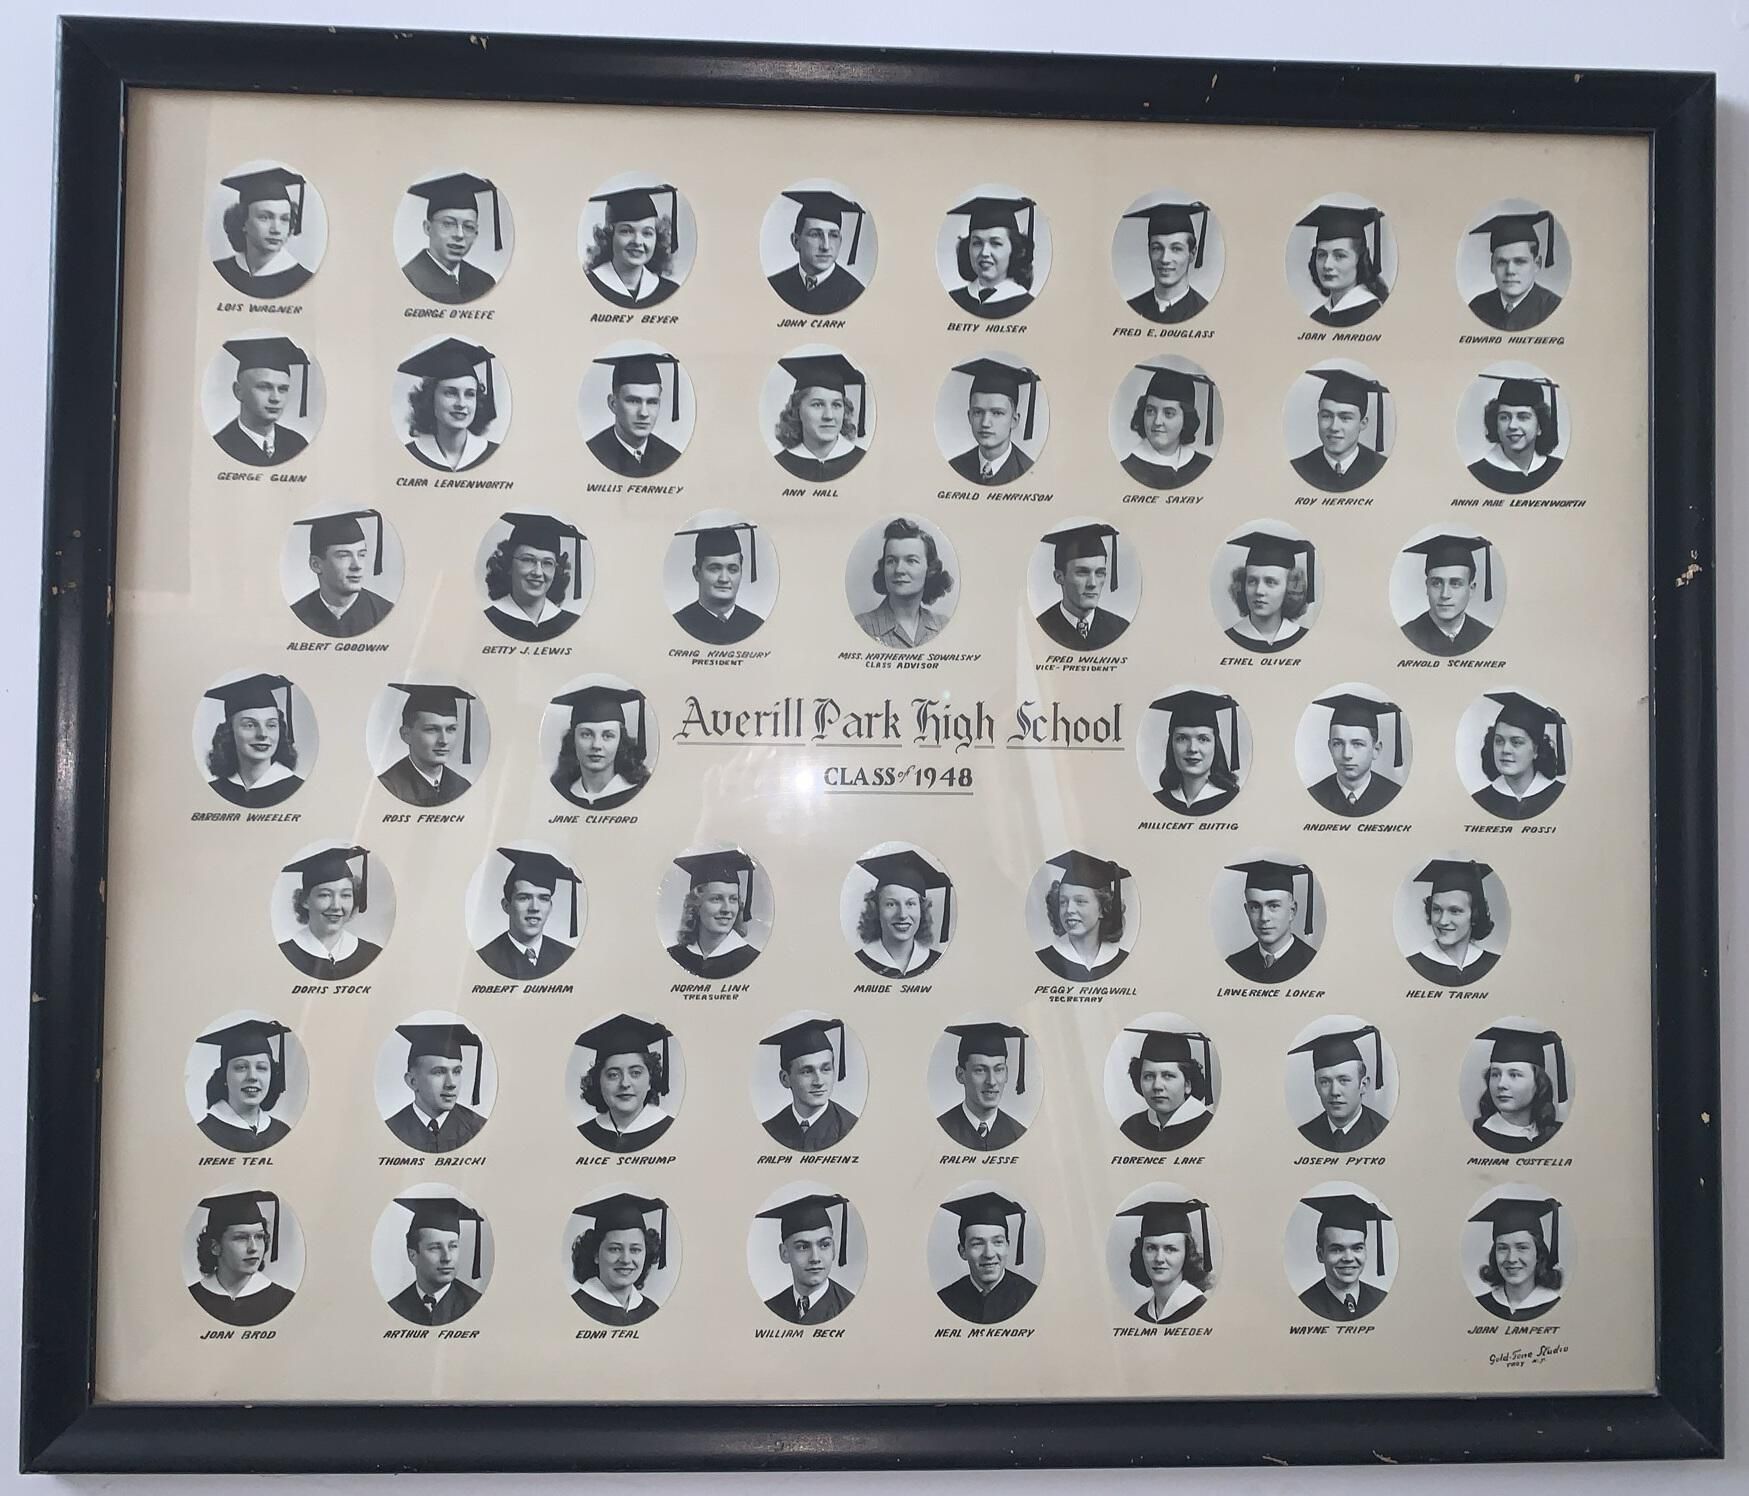 LOIS WAGNER
GEORGE O'KEEFE
AUDREY BEYER
JOHN CLARK
BETTY HOLSER
FRED E. DOUGLASS
JOAN MARDON
EDWARD HULTBERG
GEORGE GUNN
CLARA LEAVENWORTH
WILLIS FEARNLEY
ANN HALL
GERALD HENRIKSON
GRACE SAXBY
ROY HERRICK
ANNA MAE LEAVENWORTH
ALBERT GOODWIN
BETTY J. LEWIS
CRAIG KINGSBURY
PRESIDENT
MISS. KATHERINE SOWALSKY
CLASS ADVISOR
FRED WILKINS
VICE-PRESIDENT
ETHEL OLIVER
ARNOLD SCHENKER
BARBARA WHEELER
ROSS FRENCH
JANE CLIFFORD
Averill Park High School
CLASS of 1948
MILLICENT BIITTIG
ANDREW CHESNICK
THERESA ROSSI
DORIS STOCK
ROBERT DUNHAM
NORMA LINK
TREASURER
MAUDE SHAW
PEGGY RINGWALL
SECRETARY
LAWERENCE LOKER
HELEN TARAN
IRENE TEAL
THOMAS BAZICKI
ALICE SCHRUMP
RALPH HOFHEINZ
RALPH JESSE
FLORENCE LAKE
JOSEPH PYTKO
MIRIAM COSTELLA
JOAN BROD
ARTHUR FADER
EDNA TEAL
WILLIAM BECK
NEAL McKENDRY
THELMA WEEDEN
WAYNE TRIPP
JOAN LAMPERT
Gold-Tone Studio
TROY N.Y.